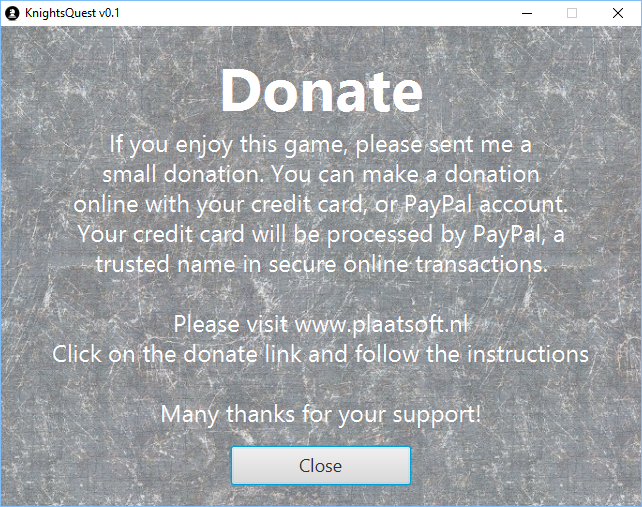 KnightsQuest v0.1
Donate
If you enjoy this game, please sent me a
small donation. You can make a donation
online with your credit card, or PayPal account.
Your credit card will be processed by PayPal, a
trusted name in secure online transactions.
Please visit www.plaatsoft.nl
Click on the donate link and follow the instructions
Many thanks for your support!
Close